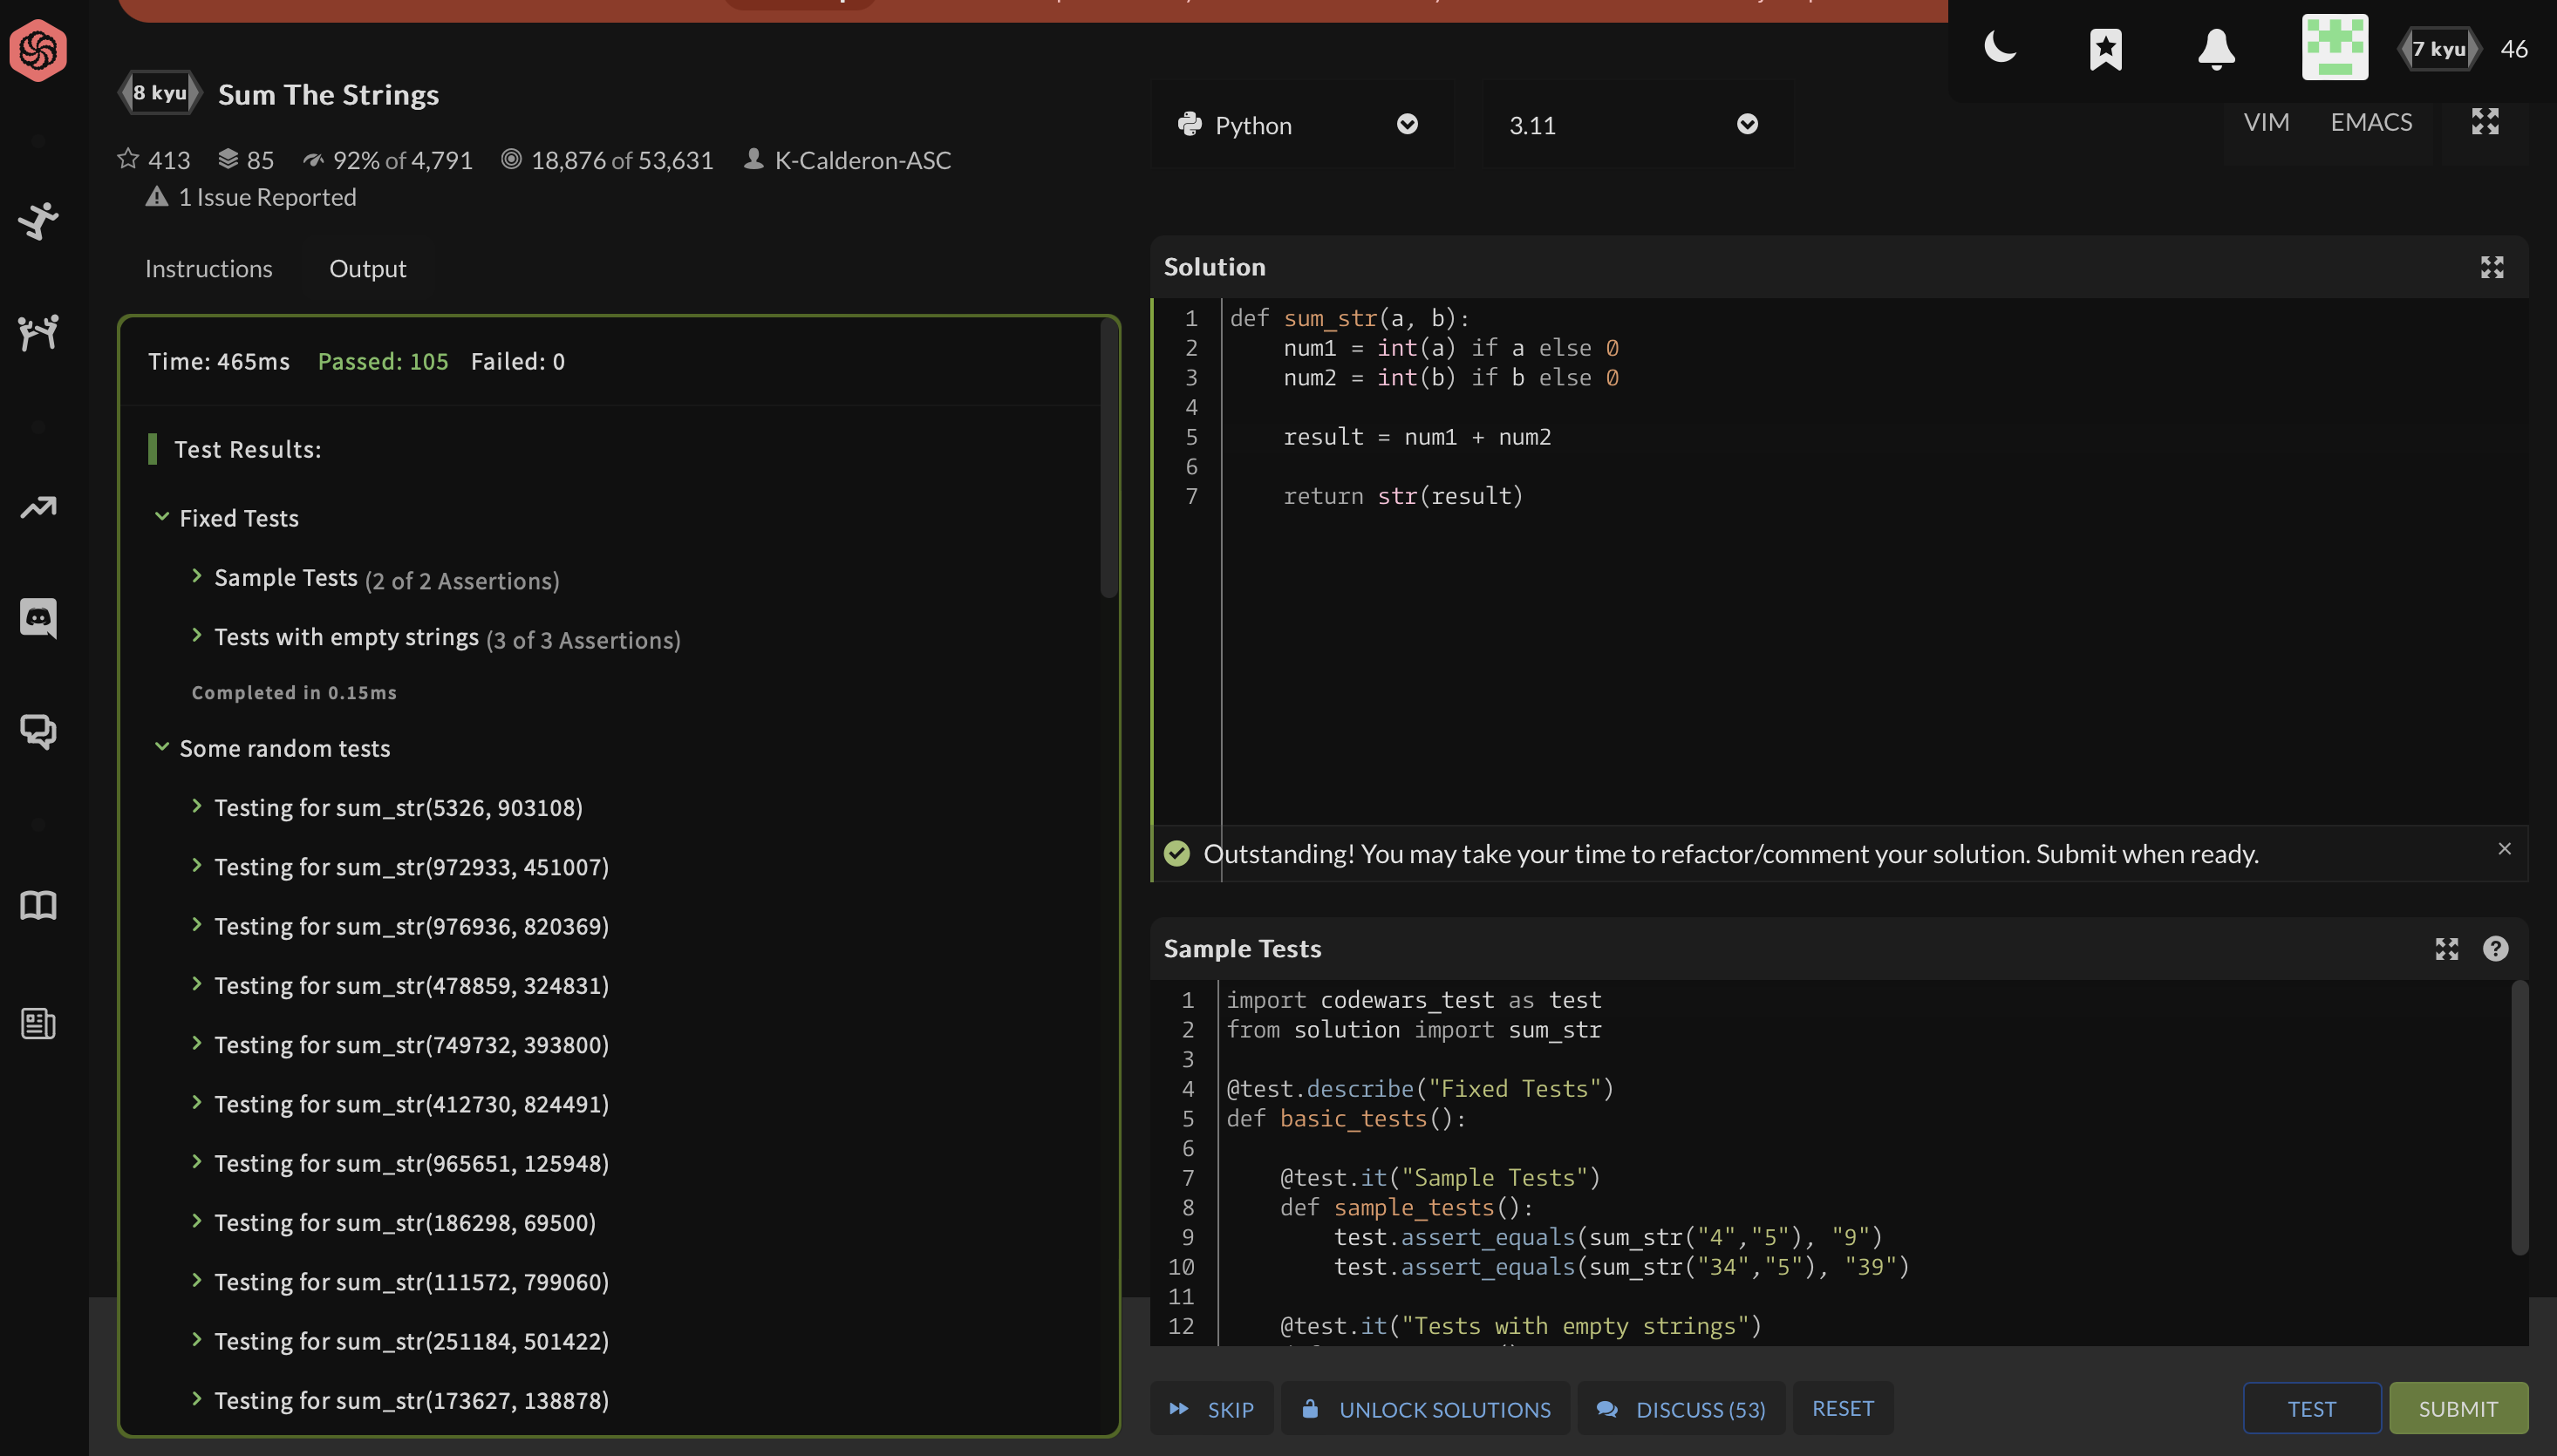 8 kyu Sum The Strings
413 85 92% of 4,791 18,876 of 53,631 K-Calderon-ASC
1 Issue Reported
Instructions Output
Time: 465ms Passed: 105 Failed: 0
Test Results:
Fixed Tests
Sample Tests (2 of 2 Assertions)
Tests with empty strings (3 of 3 Assertions)
Completed in 0.15ms
Some random tests
Testing for sum_str(5326, 903108)
Testing for sum_str(972933, 451007)
Testing for sum_str(976936, 820369)
Testing for sum_str(478859, 324831)
Testing for sum_str(749732, 393800)
Testing for sum_str(412730, 824491)
Testing for sum_str(965651, 125948)
Testing for sum_str(186298, 69500)
Testing for sum_str(111572, 799060)
Testing for sum_str(251184, 501422)
Testing for sum_str(173627, 138878)
7 kyu 46
Python 3.11 VIM EMACS
Solution
1 def sum_str(a, b):
2     num1 = int(a) if a else 0
3     num2 = int(b) if b else 0
4
5     result = num1 + num2
6
7     return str(result)
Outstanding! You may take your time to refactor/comment your solution. Submit when ready.
Sample Tests
1 import codewars_test as test
2 from solution import sum_str
3
4 @test.describe("Fixed Tests")
5 def basic_tests():
6
7     @test.it("Sample Tests")
8     def sample_tests():
9         test.assert_equals(sum_str("4","5"), "9")
10         test.assert_equals(sum_str("34","5"), "39")
11
12     @test.it("Tests with empty strings")
SKIP UNLOCK SOLUTIONS DISCUSS (53) RESET TEST SUBMIT